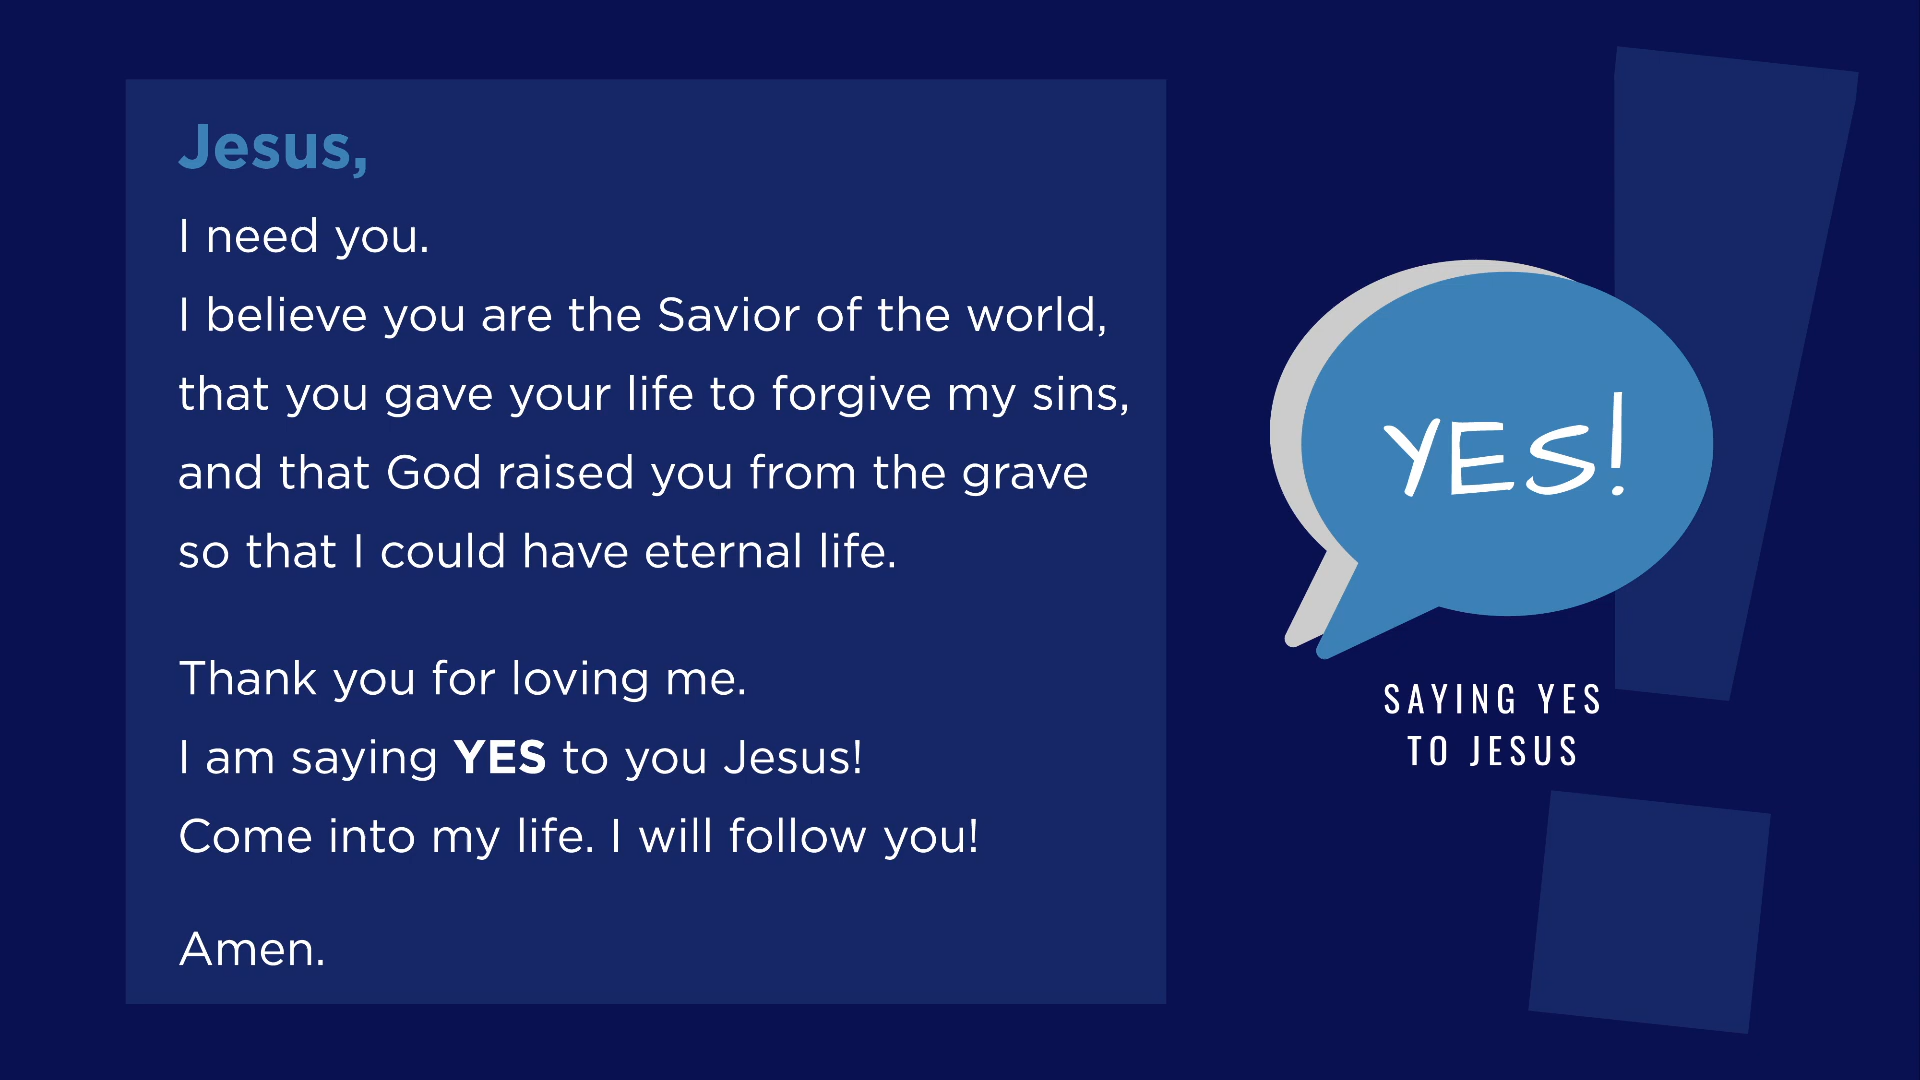 Jesus,
I need you.
I believe you are the Savior of the world,
that you gave your life to forgive my sins,
and that God raised you from the grave
so that I could have eternal life.
Thank you for loving me.
I am saying YES to you Jesus!
Come into my life. I will follow you!
Amen.
YES!
SAYING YES
TO JESUS